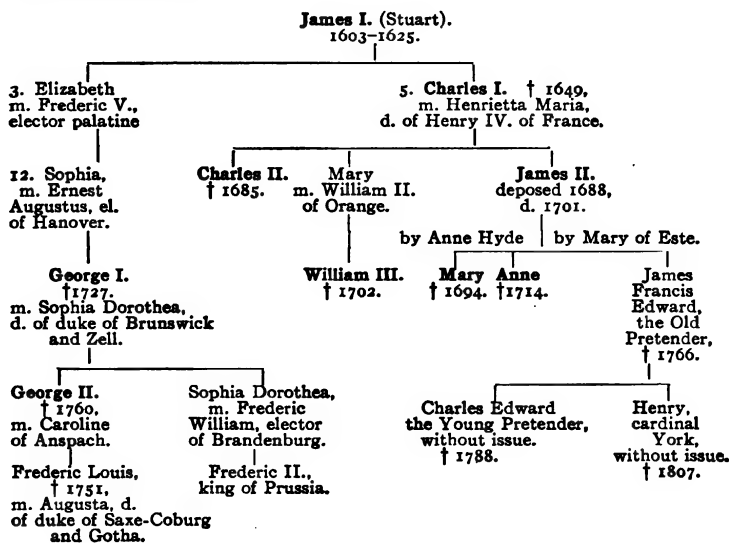 James I. (Stuart).
1603–1625.
3. Elizabeth
m. Frederic V.,
elector palatine
5. Charles I. † 1649,
m. Henrietta Maria,
d. of Henry IV. of France.
12. Sophia,
m. Ernest
Augustus, el.
of Hanover.
Charles II.
† 1685.
Mary
m. William II.
of Orange.
James II.
deposed 1688,
d. 1701.
by Anne Hyde
by Mary of Este.
George I.
†1727.
m. Sophia Dorothea,
d. of duke of Brunswick
and Zell.
William III.
† 1702.
Mary
† 1694.
Anne
†1714.
James
Francis
Edward,
the Old
Pretender,
† 1766.
George II.
† 1760,
m. Caroline
of Anspach.
Sophia Dorothea,
m. Frederic
William, elector
of Brandenburg.
Charles Edward
the Young Pretender,
without issue.
† 1788.
Henry,
cardinal
York,
without issue.
† 1807.
Frederic Louis,
† 1751,
m. Augusta, d.
of duke of Saxe-Coburg
and Gotha.
Frederic II.,
king of Prussia.